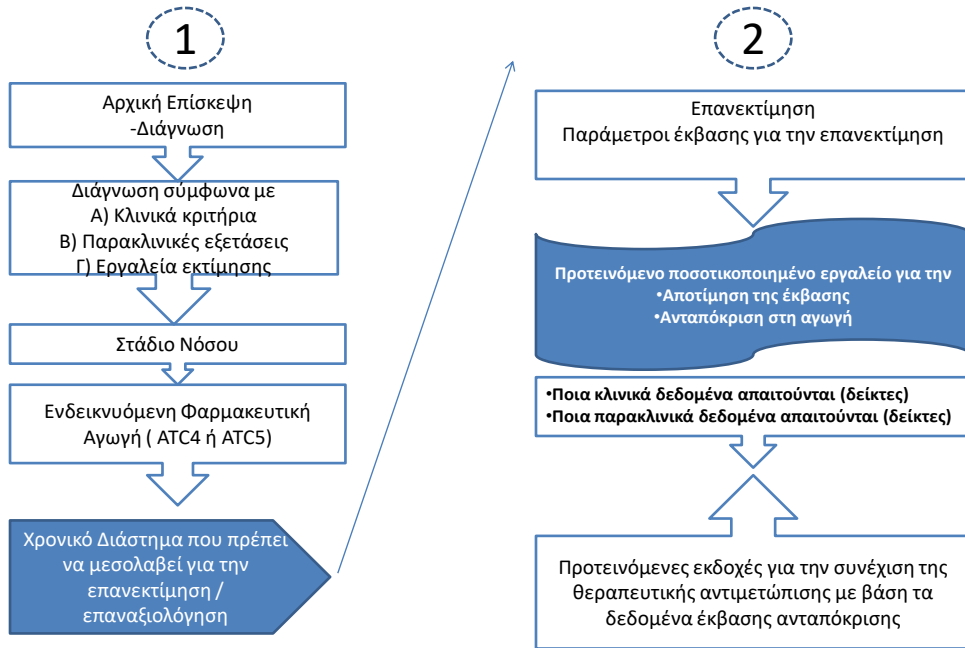 1
Αρχική Επίσκεψη
-Διάγνωση
Διάγνωση σύμφωνα με
Α) Κλινικά κριτήρια
Β) Παρακλινικές εξετάσεις
Γ) Εργαλεία εκτίμησης
Στάδιο Νόσου
Ενδεικνυόμενη Φαρμακευτική
Αγωγή ( ATC4 ή ATC5)
Χρονικό Διάστημα που πρέπει
να μεσολαβεί για την
επανεκτίμηση /
επαναξιολόγηση
2
Επανεκτίμηση
Παράμετροι έκβασης για την επανεκτίμηση
Προτεινόμενο ποσοτικοποιημένο εργαλείο για την
•Αποτίμηση της έκβασης
•Ανταπόκριση στη αγωγή
•Ποια κλινικά δεδομένα απαιτούνται (δείκτες)
•Ποια παρακλινικά δεδομένα απαιτούνται (δείκτες)
Προτεινόμενες εκδοχές για την συνέχιση της
θεραπευτικής αντιμετώπισης με βάση τα
δεδομένα έκβασης ανταπόκρισης